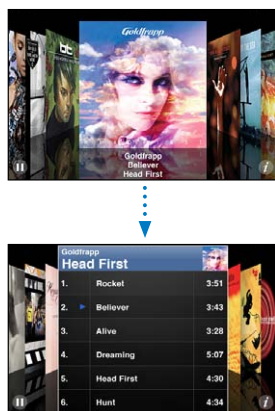 Goldfrapp
bt
Goldfrapp
Believer
Head First
i
Goldfrapp
Head First
1. Rocket 3:51
2. Believer 3:43
3. Alive 3:28
4. Dreaming 5:07
5. Head First 4:30
6. Hunt 4:34
i